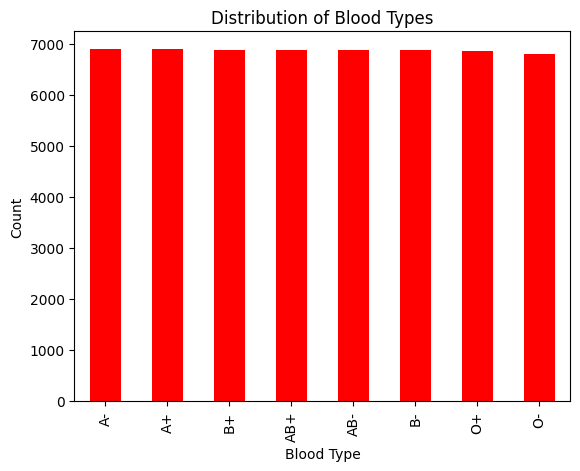 Distribution of Blood Types
7000
6000
5000
4000
3000
2000
1000
0
Count
A-
A+
B+
AB+
AB-
B-
O+
O-
Blood Type